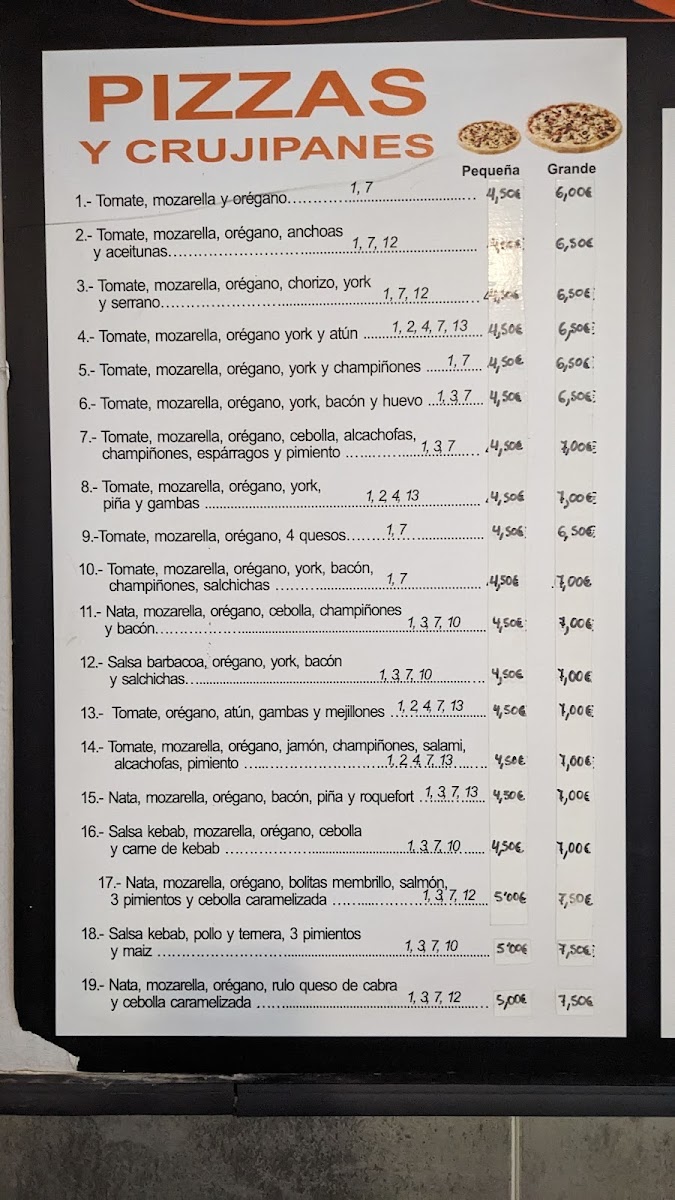 PIZZAS
Y CRUJIPANES
Pequeña Grande
1.- Tomate, mozarella y orégano 1, 7 4,50€ 6,00€
2.- Tomate, mozarella, orégano, anchoas
y aceitunas 1, 7, 12 6,50€
3.- Tomate, mozarella, orégano, chorizo, york
y serrano 1, 7, 12 4,50€ 6,50€
4.- Tomate, mozarella, orégano york y atún 1, 2, 4, 7, 13 4,50€ 6,50€
5.- Tomate, mozarella, orégano, york y champiñones 1, 7 4,50€ 6,50€
6.- Tomate, mozarella, orégano, york, bacón y huevo 1, 3, 7 4,50€ 6,50€
7.- Tomate, mozarella, orégano, cebolla, alcachofas,
champiñones, espárragos y pimiento 1, 3, 7 4,50€ 7,00€
8.- Tomate, mozarella, orégano, york,
piña y gambas 1, 2, 4, 13 4,50€ 7,00€
9.-Tomate, mozarella, orégano, 4 quesos 1, 7 4,50€ 6,50€
10.- Tomate, mozarella, orégano, york, bacón,
champiñones, salchichas 1, 7 4,50€ 7,00€
11.- Nata, mozarella, orégano, cebolla, champiñones
y bacón 1, 3, 7, 10 4,50€ 7,00€
12.- Salsa barbacoa, orégano, york, bacón
y salchichas 1, 3, 7, 10 4,50€ 7,00€
13.- Tomate, orégano, atún, gambas y mejillones 1, 2, 4, 7, 13 4,50€ 7,00€
14.- Tomate, mozarella, orégano, jamón, champiñones, salami,
alcachofas, pimiento 1, 2, 4, 7, 13 4,50€ 7,00€
15.- Nata, mozarella, orégano, bacón, piña y roquefort 1, 3, 7, 13 4,50€ 7,00€
16.- Salsa kebab, mozarella, orégano, cebolla
y carne de kebab 1, 3, 7, 10 4,50€ 7,00€
17.- Nata, mozarella, orégano, bolitas membrillo, salmón,
3 pimientos y cebolla caramelizada 1, 3, 7, 12 5'00€ 7,50€
18.- Salsa kebab, pollo y ternera, 3 pimientos
y maiz 1, 3, 7, 10 5'00€ 7,50€
19.- Nata, mozarella, orégano, rulo queso de cabra
y cebolla caramelizada 1, 3, 7, 12 5,00€ 7,50€